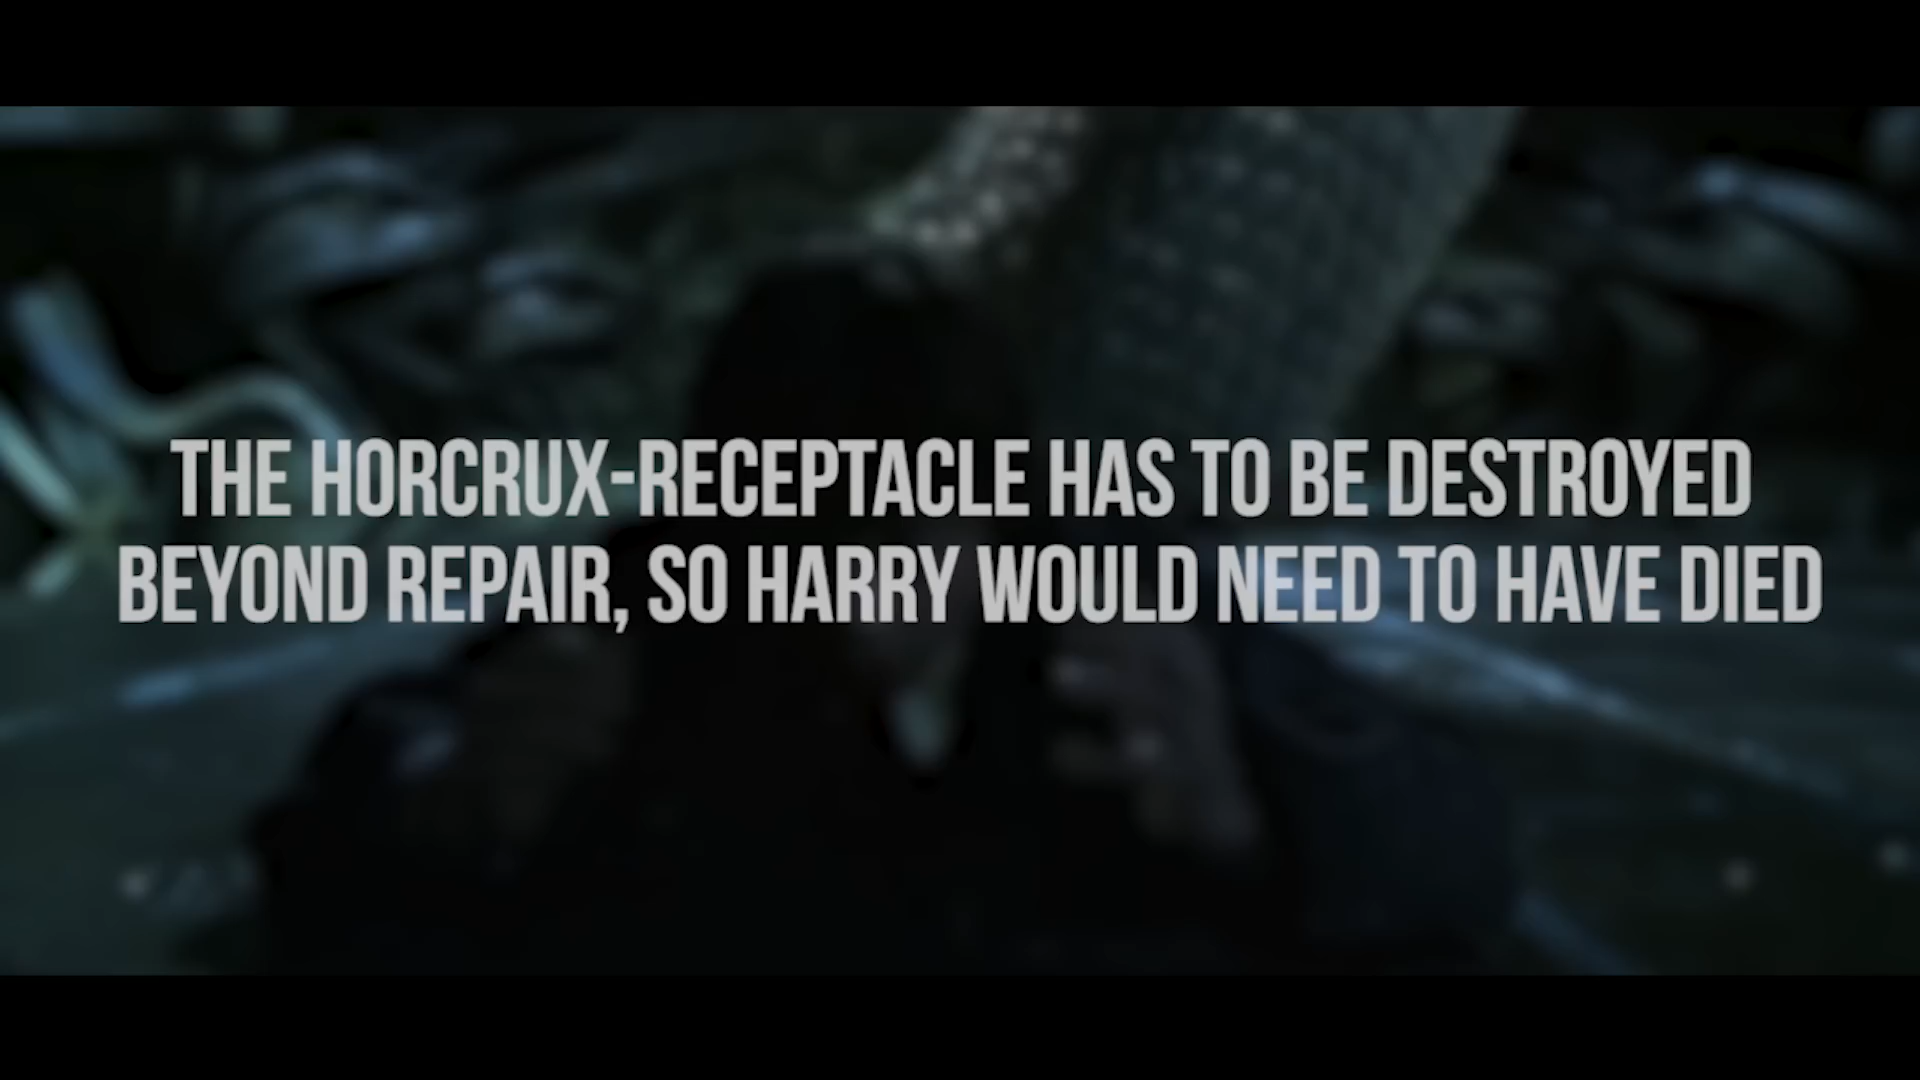 THE HORCRUX-RECEPTACLE HAS TO BE DESTROYED
BEYOND REPAIR, SO HARRY WOULD NEED TO HAVE DIED